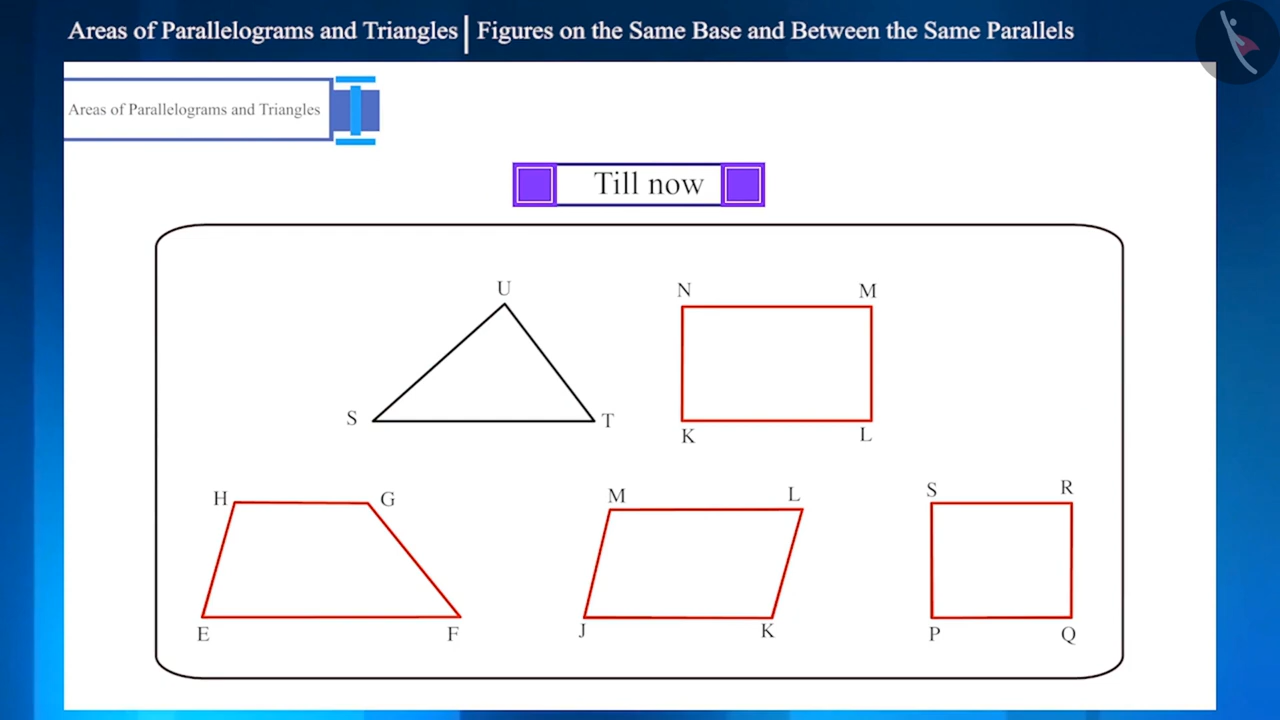 Areas of Parallelograms and Triangles | Figures on the Same Base and Between the Same Parallels
Areas of Parallelograms and Triangles
Till now
U
N M
S T
K L
H G
M L
S R
E F
J K
P Q